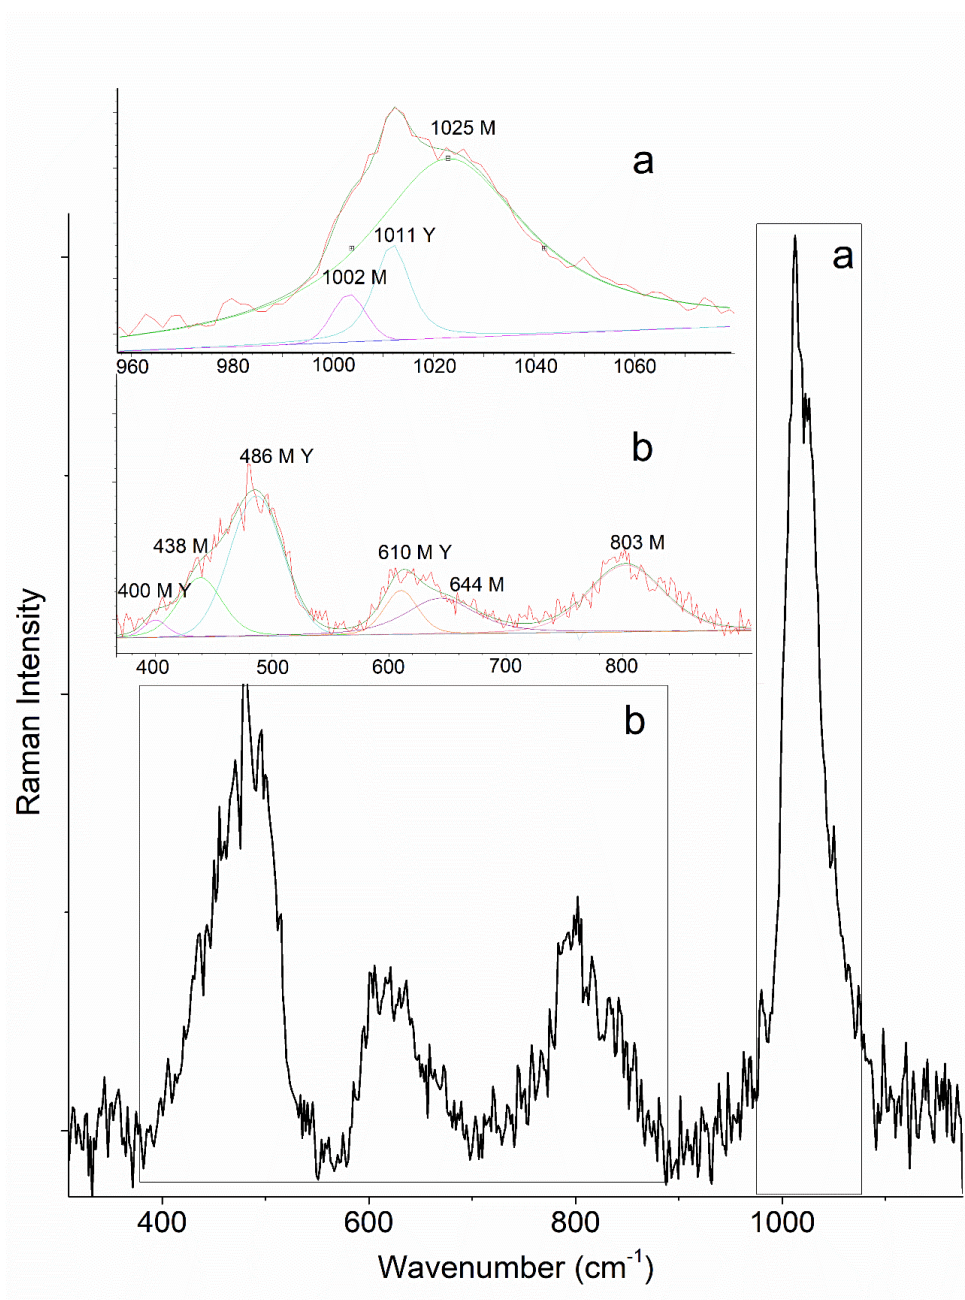 1025 M
a
1011 Y
1002 M
960 980 1000 1020 1040 1060
a
b
486 M Y
438 M
400 M Y
610 M Y
644 M
803 M
400 500 600 700 800
b
Raman Intensity
400 600 800 1000
Wavenumber (cm-1)